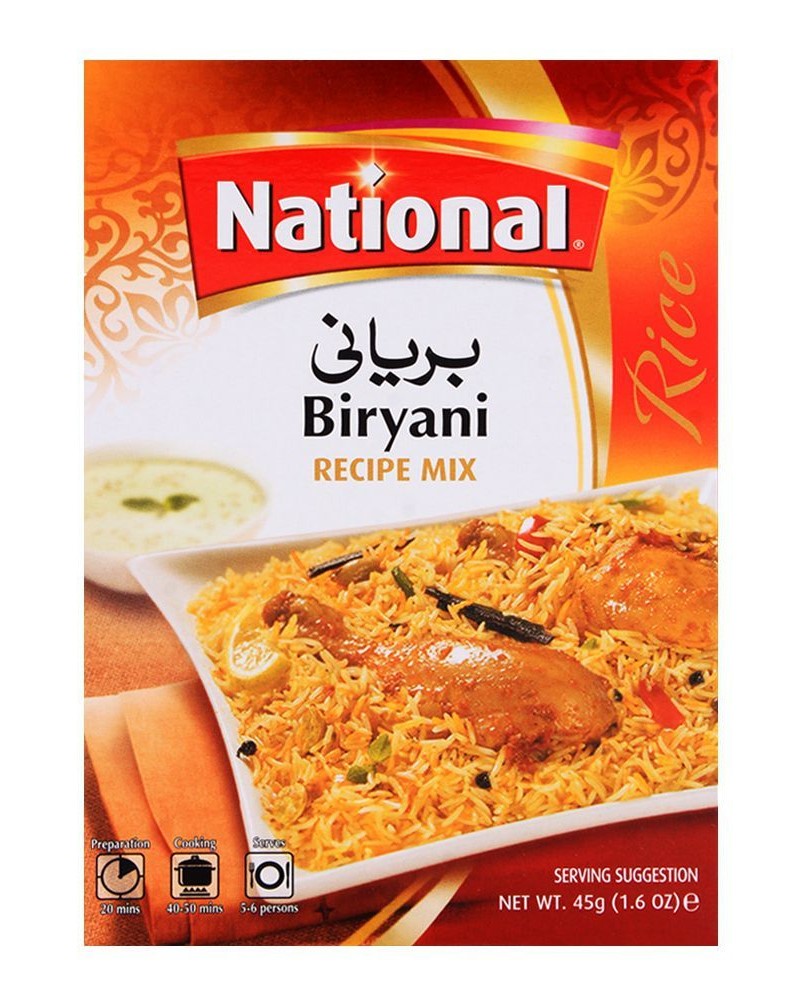 National®
بریانی
Biryani
RECIPE MIX
Rice
Preparation
20 mins
Cooking
40-50 mins
Serves
5-6 persons
SERVING SUGGESTION
NET WT. 45g (1.6 OZ) ℮